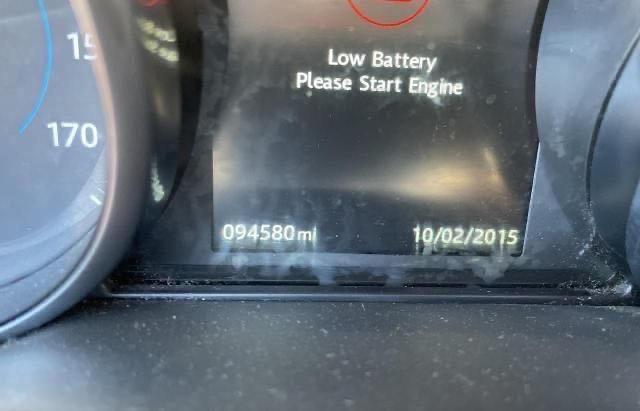 Low Battery
Please Start Engine
15
170
094580 mi 10/02/2015